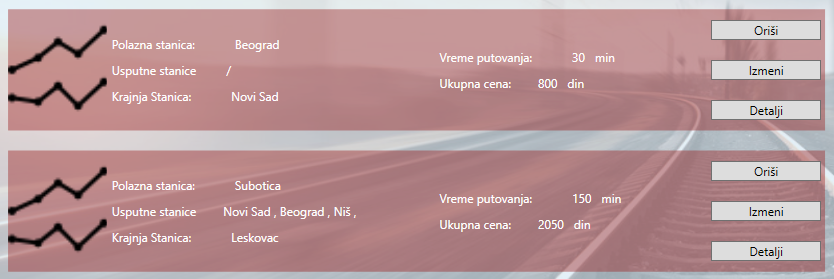 Polazna stanica: Beograd
Usputne stanice /
Krajnja Stanica: Novi Sad
Vreme putovanja: 30 min
Ukupna cena: 800 din
Oriši
Izmeni
Detalji
Polazna stanica: Subotica
Usputne stanice Novi Sad , Beograd , Niš ,
Krajnja Stanica: Leskovac
Vreme putovanja: 150 min
Ukupna cena: 2050 din
Oriši
Izmeni
Detalji